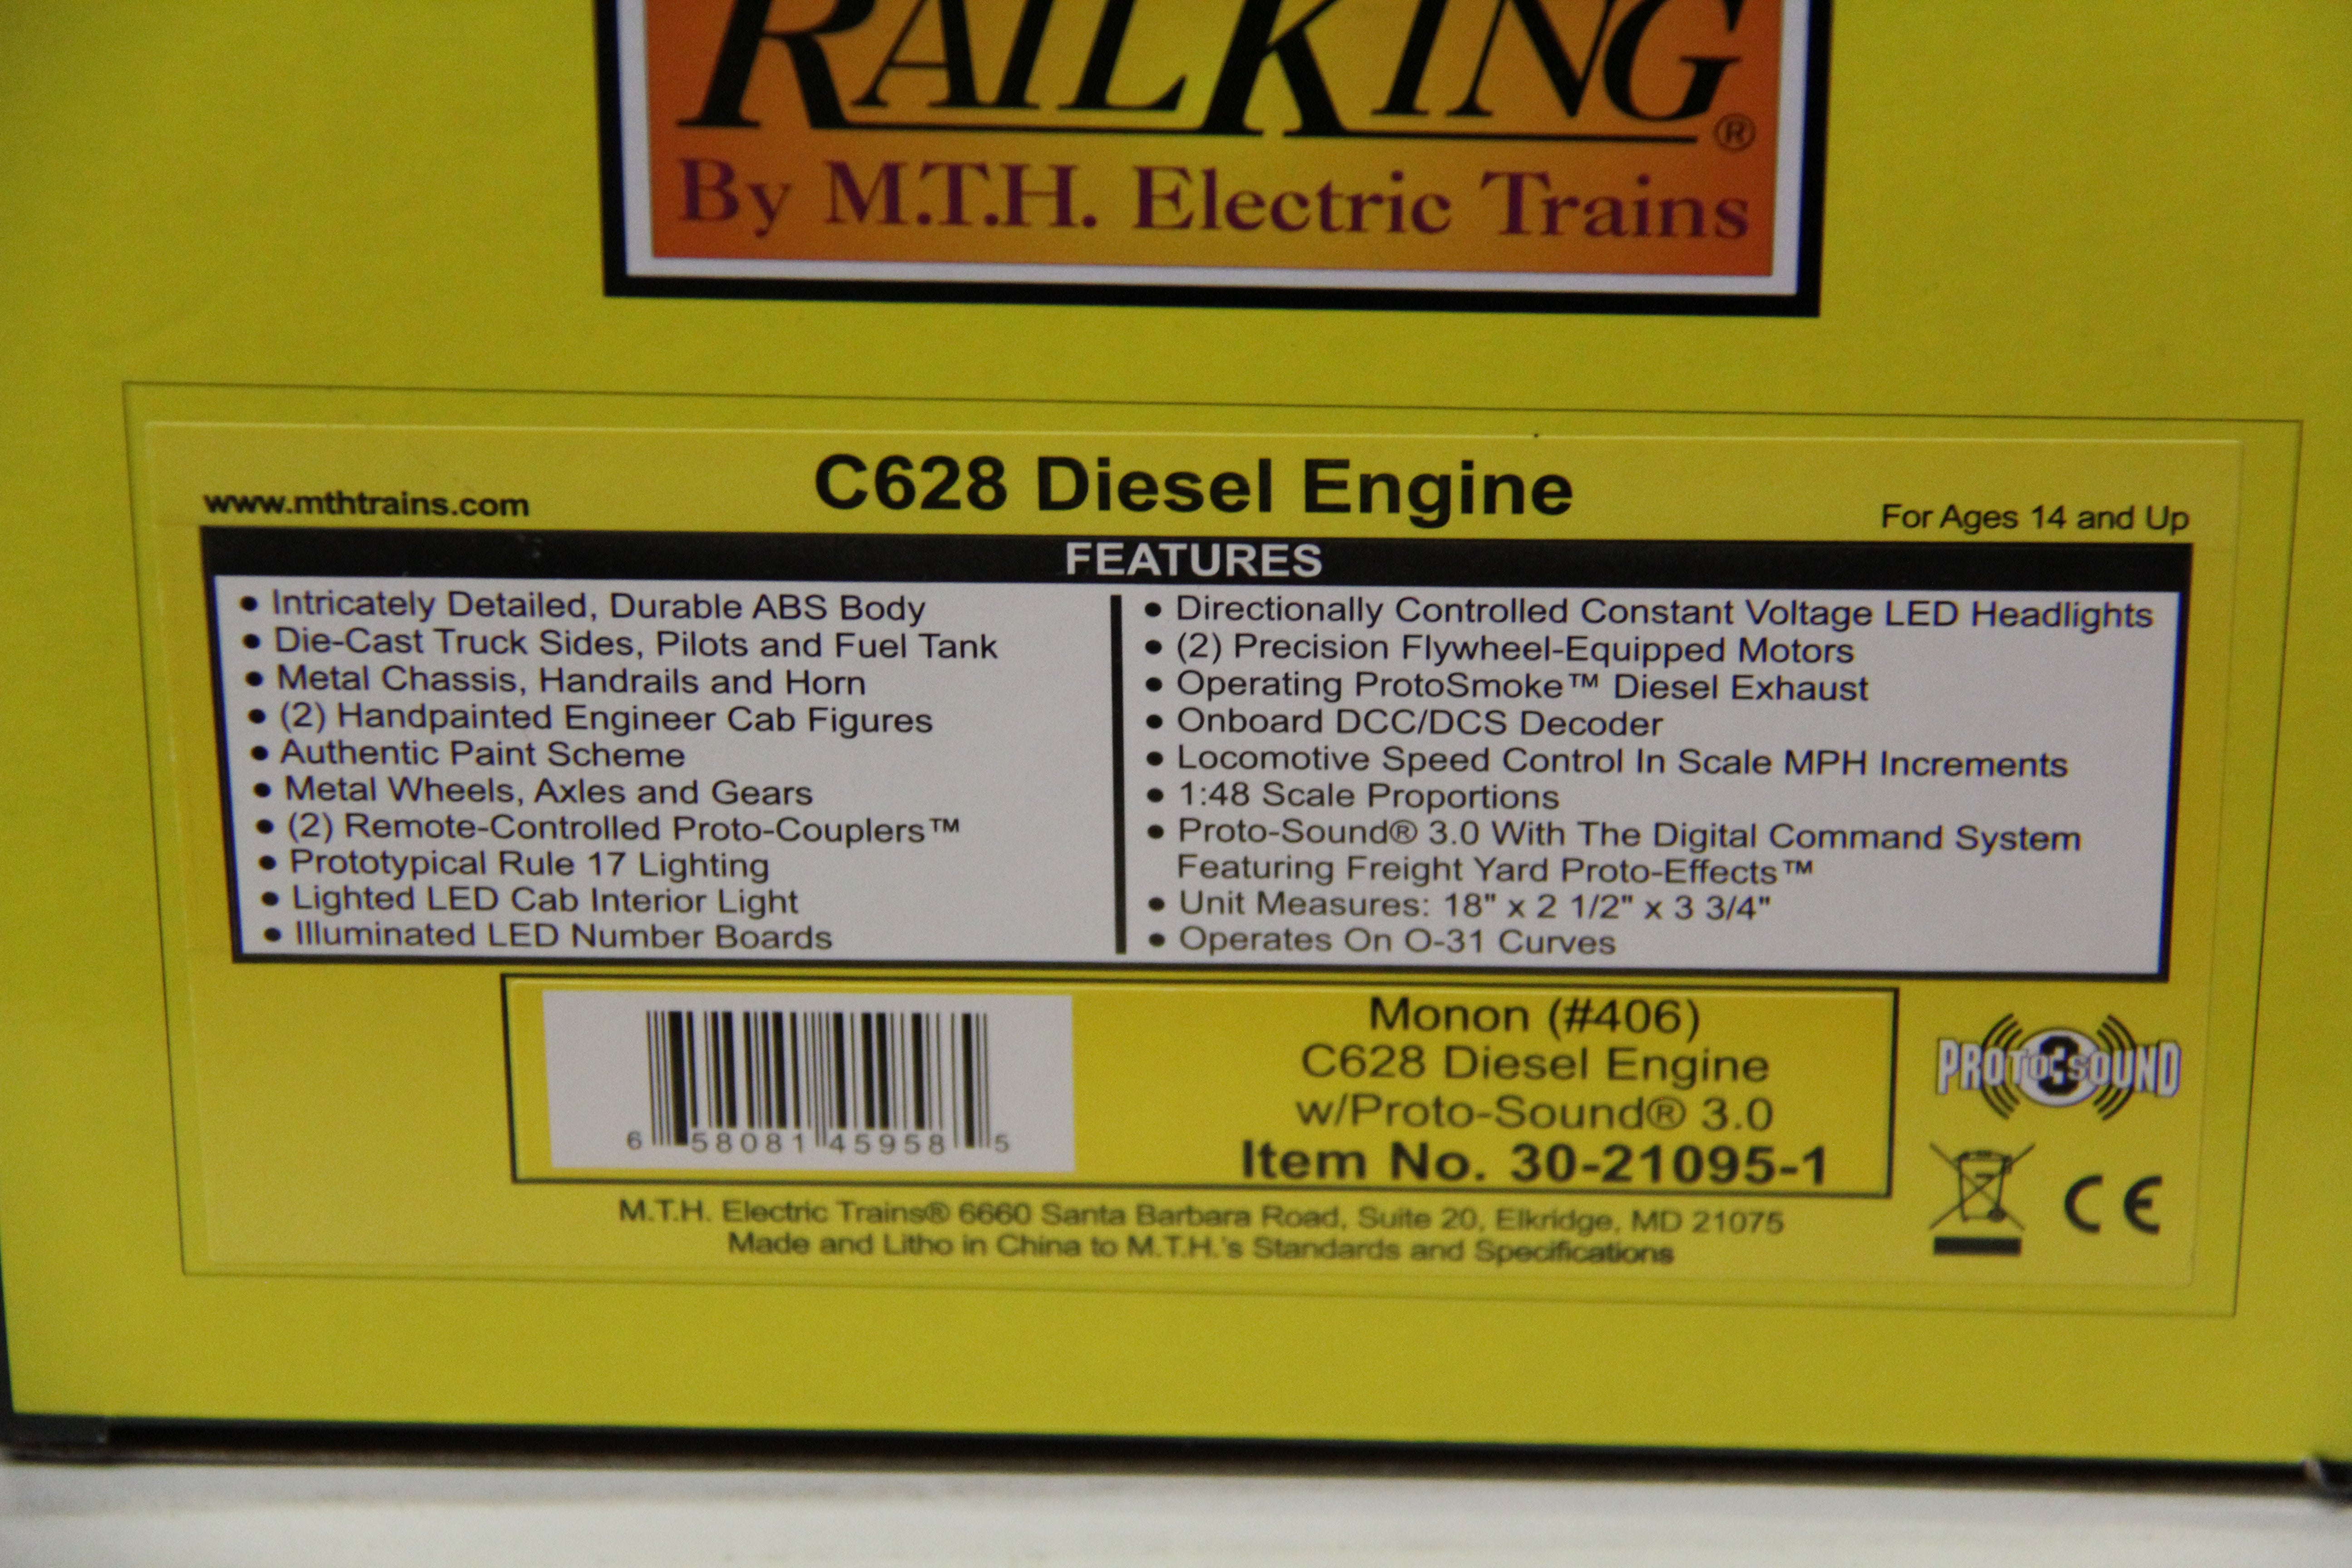 RAILKING®
By M.T.H. Electric Trains
www.mthtrains.com
C628 Diesel Engine
For Ages 14 and Up
FEATURES
• Intricately Detailed, Durable ABS Body
• Die-Cast Truck Sides, Pilots and Fuel Tank
• Metal Chassis, Handrails and Horn
• (2) Handpainted Engineer Cab Figures
• Authentic Paint Scheme
• Metal Wheels, Axles and Gears
• (2) Remote-Controlled Proto-Couplers™
• Prototypical Rule 17 Lighting
• Lighted LED Cab Interior Light
• Illuminated LED Number Boards
• Directionally Controlled Constant Voltage LED Headlights
• (2) Precision Flywheel-Equipped Motors
• Operating ProtoSmoke™ Diesel Exhaust
• Onboard DCC/DCS Decoder
• Locomotive Speed Control In Scale MPH Increments
• 1:48 Scale Proportions
• Proto-Sound® 3.0 With The Digital Command System
Featuring Freight Yard Proto-Effects™
• Unit Measures: 18" x 2 1/2" x 3 3/4"
• Operates On O-31 Curves
6 58081 45958 5
Monon (#406)
C628 Diesel Engine
w/Proto-Sound® 3.0
Item No. 30-21095-1
PROTO 3 SOUND
CE
M.T.H. Electric Trains® 6660 Santa Barbara Road, Suite 20, Elkridge, MD 21075
Made and Litho in China to M.T.H.'s Standards and Specifications